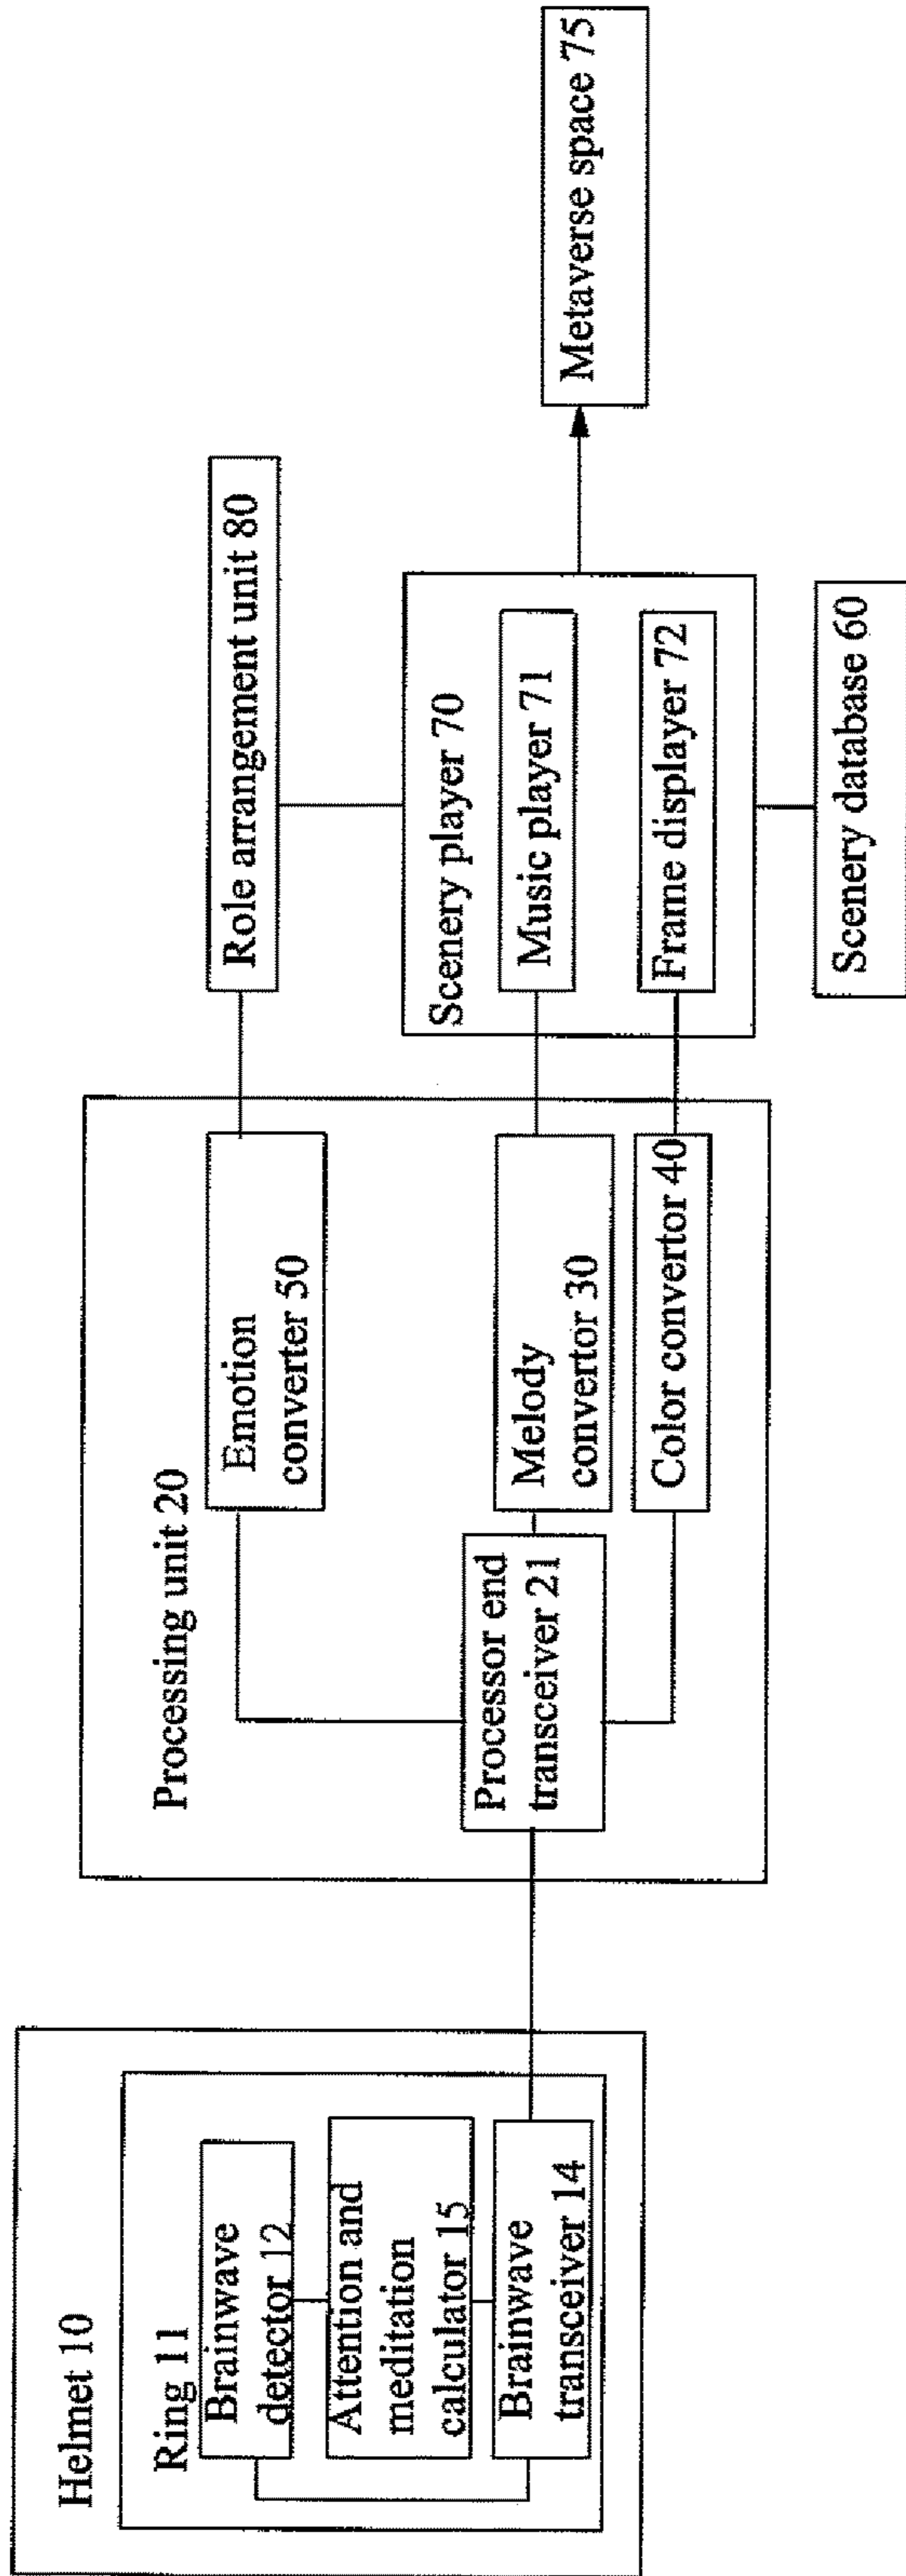 Helmet 10
Ring 11
Brainwave
detector 12
Attention and
meditation
calculator 15
Brainwave
transceiver 14
Processing unit 20
Processor end
transceiver 21
Emotion
converter 50
Melody
convertor 30
Color convertor 40
Role arrangement unit 80
Scenery player 70
Music player 71
Frame displayer 72
Scenery database 60
Metaverse space 75